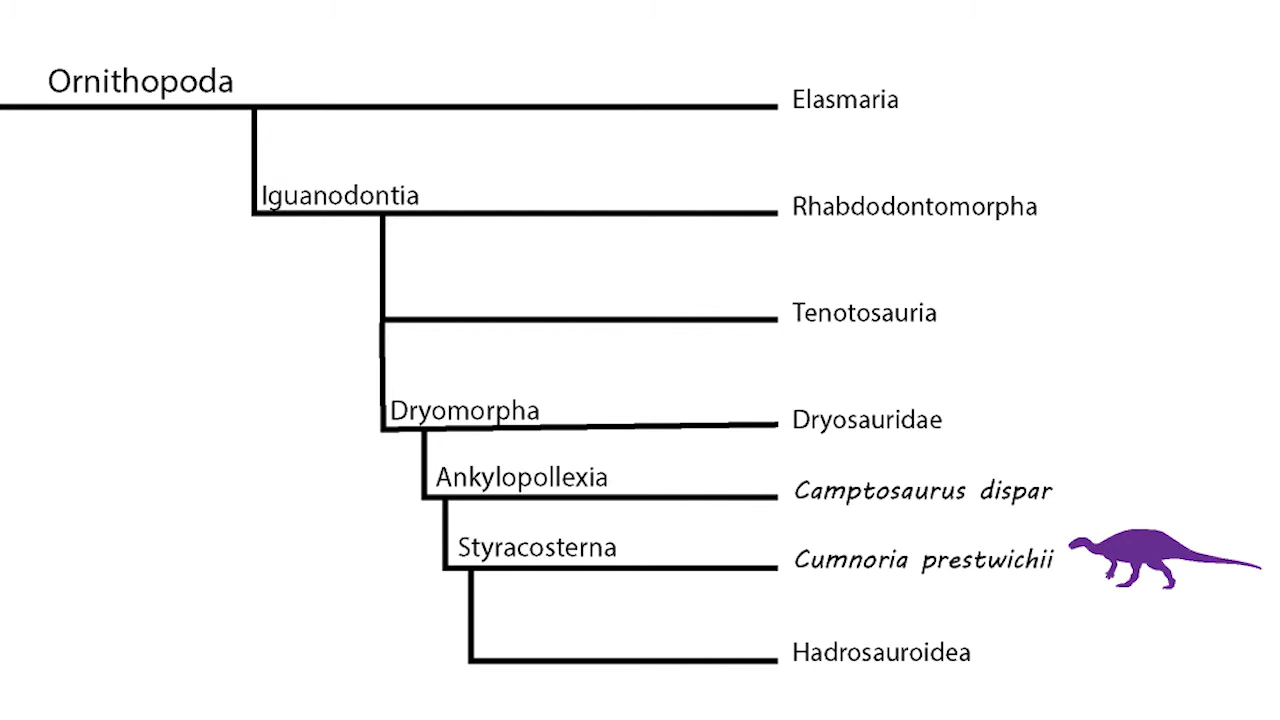 Ornithopoda
Elasmaria
Iguanodontia
Rhabdodontomorpha
Tenotosauria
Dryomorpha
Dryosauridae
Ankylopollexia
Camptosaurus dispar
Styracosterna
Cumnoria prestwichii
Hadrosauroidea